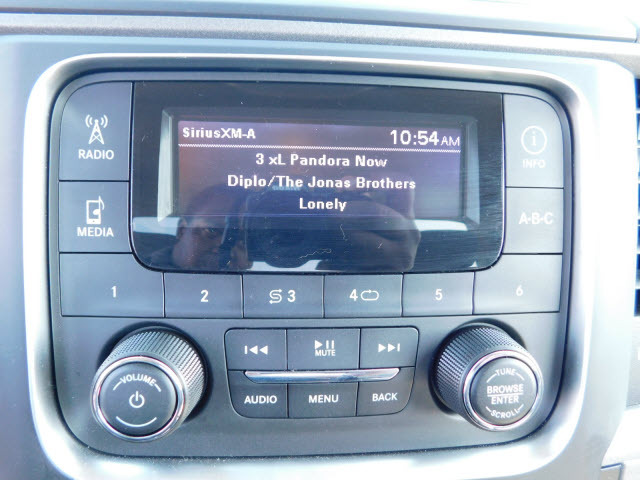 RADIO
SiriusXM-A 10:54AM
3 xL Pandora Now
Diplo/The Jonas Brothers
Lonely
i
INFO
MEDIA
A-B-C
1 2 3 4 5 6
VOLUME
MUTE
AUDIO MENU BACK
TUNE
BROWSE
ENTER
SCROLL